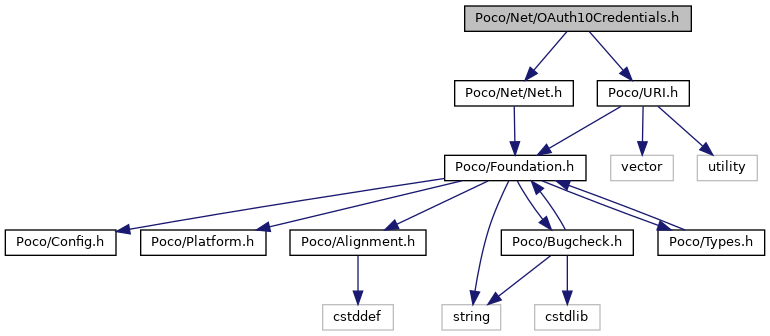 Poco/Net/OAuth10Credentials.h
Poco/Net/Net.h
Poco/URI.h
Poco/Foundation.h
vector
utility
Poco/Config.h
Poco/Platform.h
Poco/Alignment.h
Poco/Bugcheck.h
Poco/Types.h
cstddef
string
cstdlib